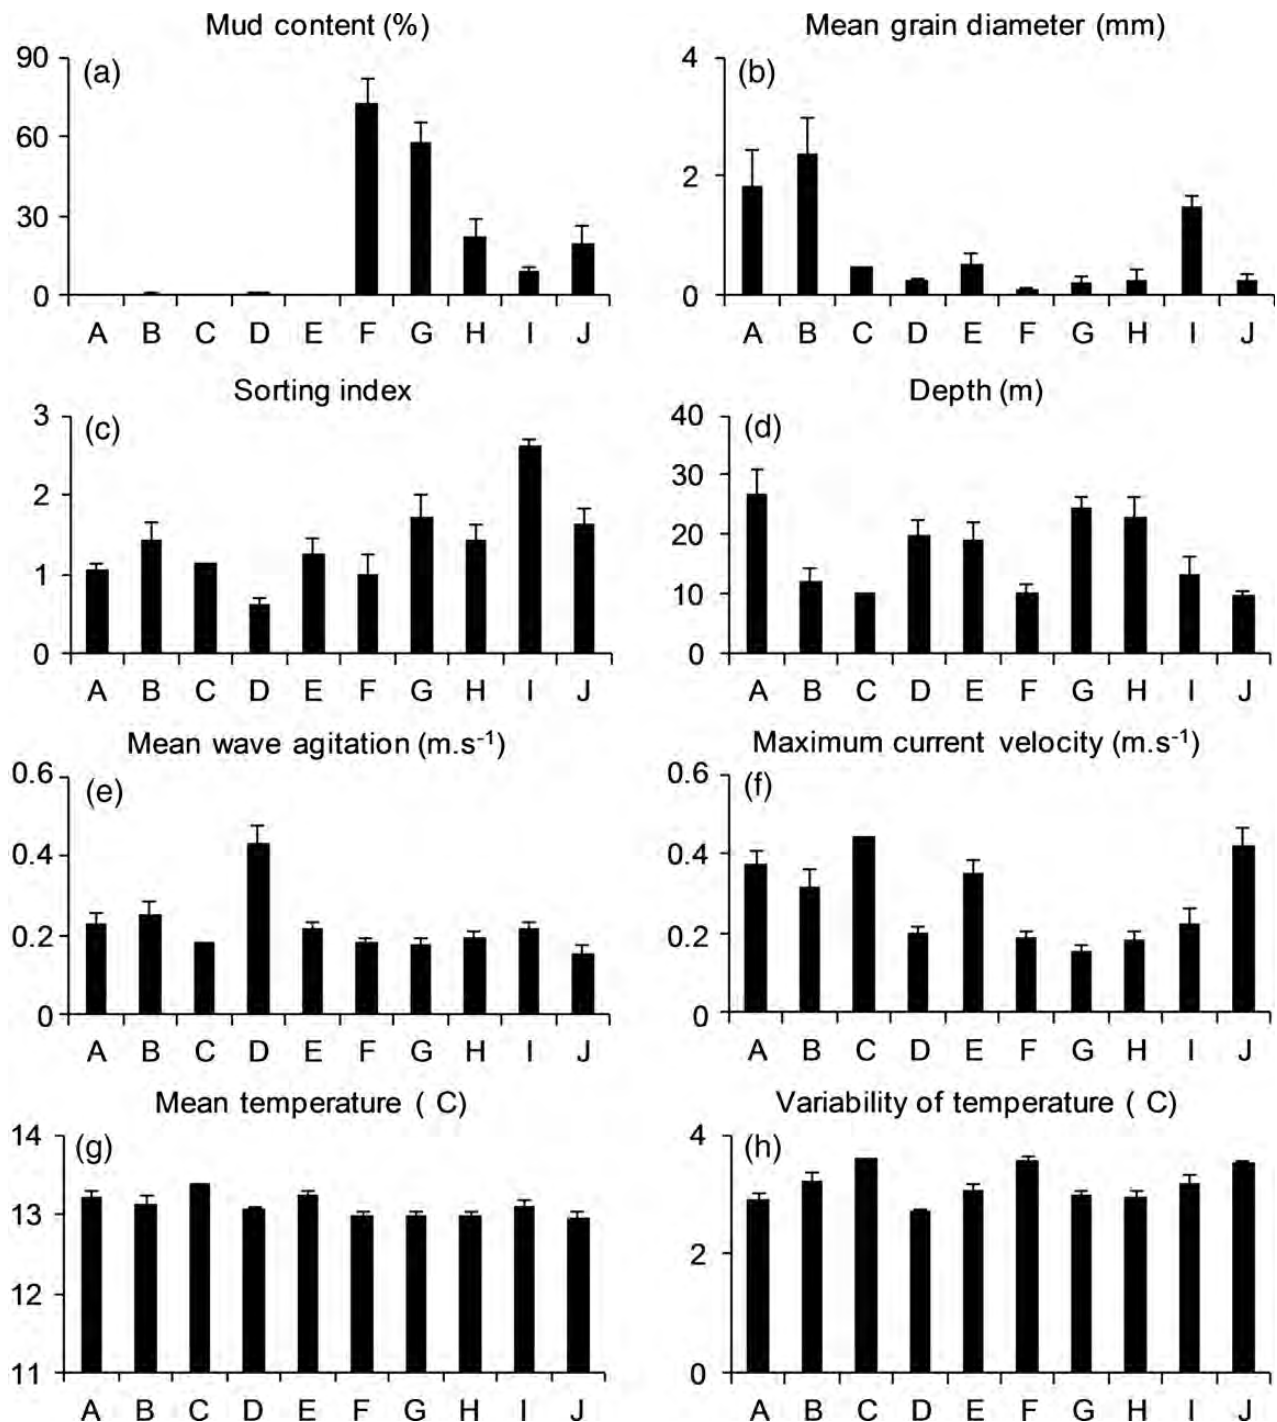 Mud content (%)
(a)
90
60
30
0
A B C D E F G H I J
Mean grain diameter (mm)
(b)
4
2
0
A B C D E F G H I J
Sorting index
(c)
3
2
1
0
A B C D E F G H I J
Depth (m)
(d)
40
30
20
10
0
A B C D E F G H I J
Mean wave agitation (m.s⁻¹)
(e)
0.6
0.4
0.2
0
A B C D E F G H I J
Maximum current velocity (m.s⁻¹)
(f)
0.6
0.4
0.2
0
A B C D E F G H I J
Mean temperature ( C)
(g)
14
13
12
11
A B C D E F G H I J
Variability of temperature ( C)
(h)
4
2
0
A B C D E F G H I J